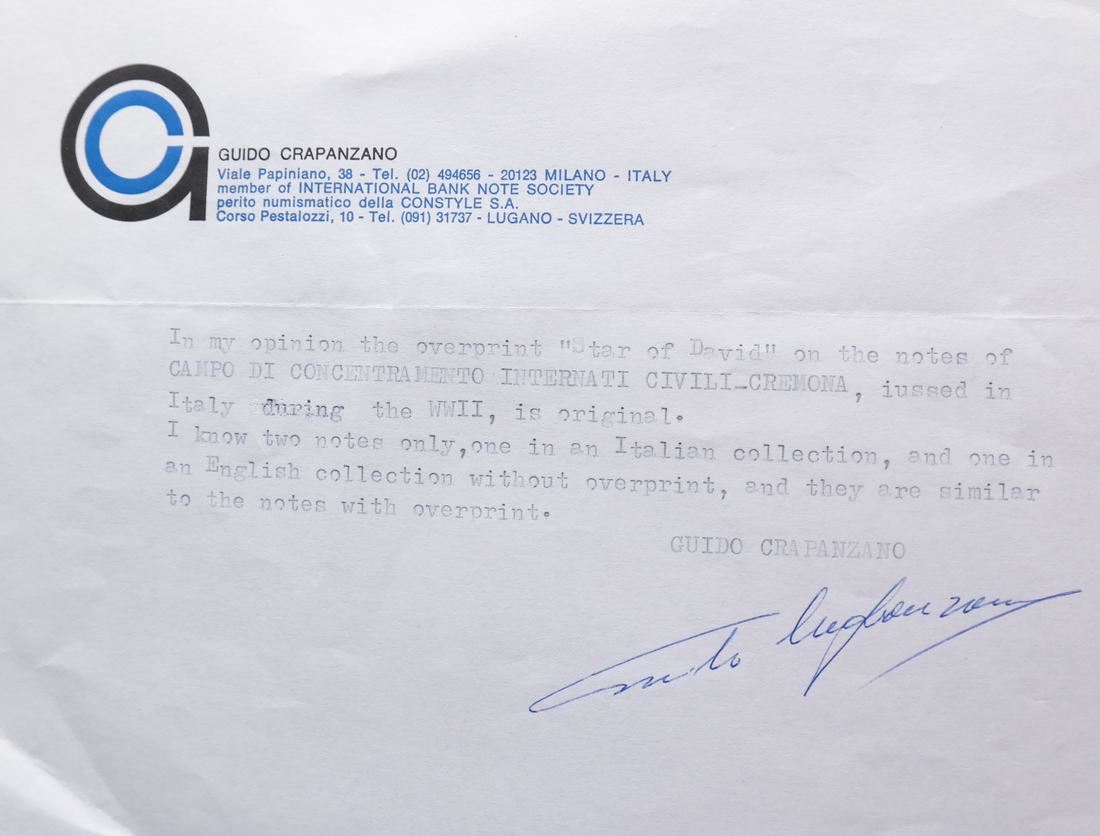 GUIDO CRAPANZANO
Viale Papiniano, 38 - Tel. (02) 494656 - 20123 MILANO - ITALY
member of INTERNATIONAL BANK NOTE SOCIETY
perito numismatico della CONSTYLE S.A.
Corso Pestalozzi, 10 - Tel. (091) 31737 - LUGANO - SVIZZERA
In my opinion the overprint "Star of David" on the notes of
CAMPO DI CONCENTRAMENTO INTERNATI CIVILI-CREMONA, iussed in
Italy during the WWII, is original.
I know two notes only,one in an Italian collection, and one in
an English collection without overprint, and they are similar
to the notes with overprint.
GUIDO CRAPANZANO
Guido Crapanzano